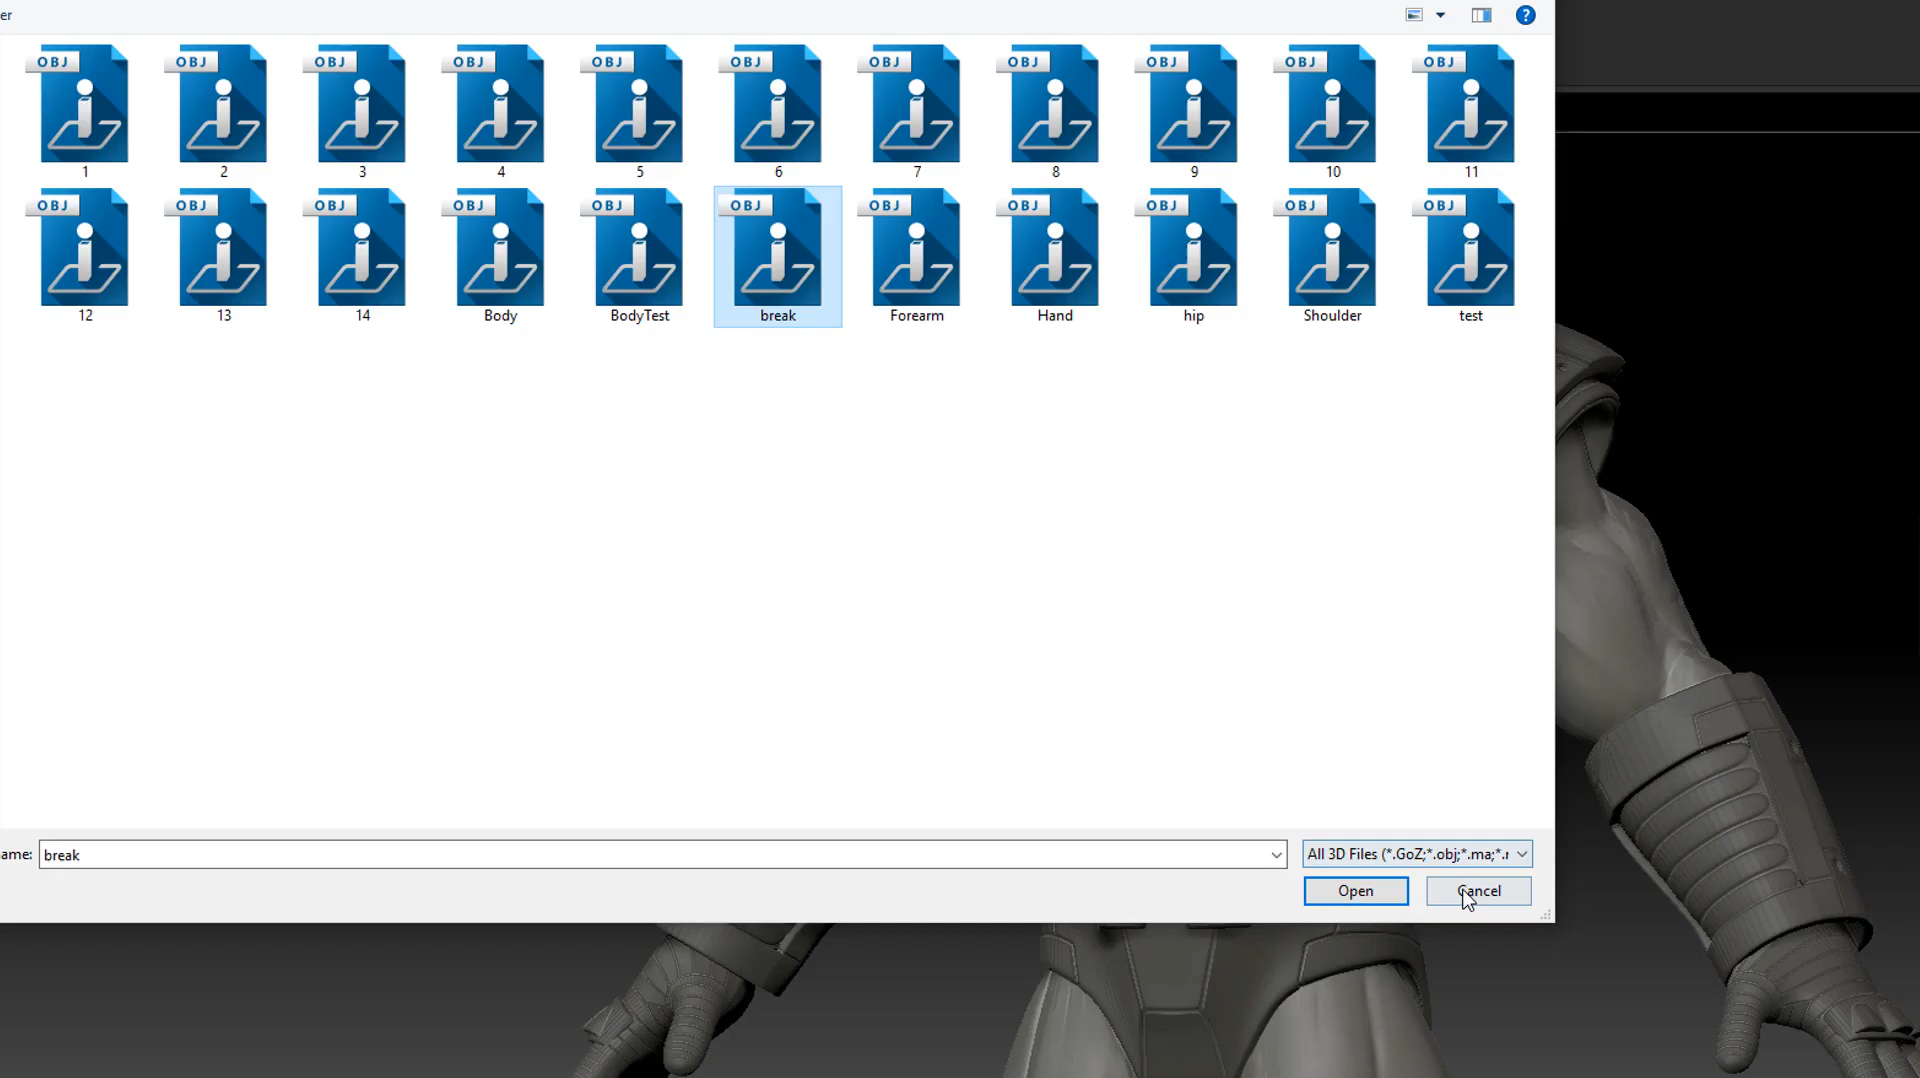 er
OBJ OBJ OBJ OBJ OBJ OBJ OBJ OBJ OBJ OBJ OBJ
1 2 3 4 5 6 7 8 9 10 11
OBJ OBJ OBJ OBJ OBJ OBJ OBJ OBJ OBJ OBJ OBJ
12 13 14 Body BodyTest break Forearm Hand hip Shoulder test
ame: break All 3D Files (*.GoZ;*.obj;*.ma;*.r
Open Cancel